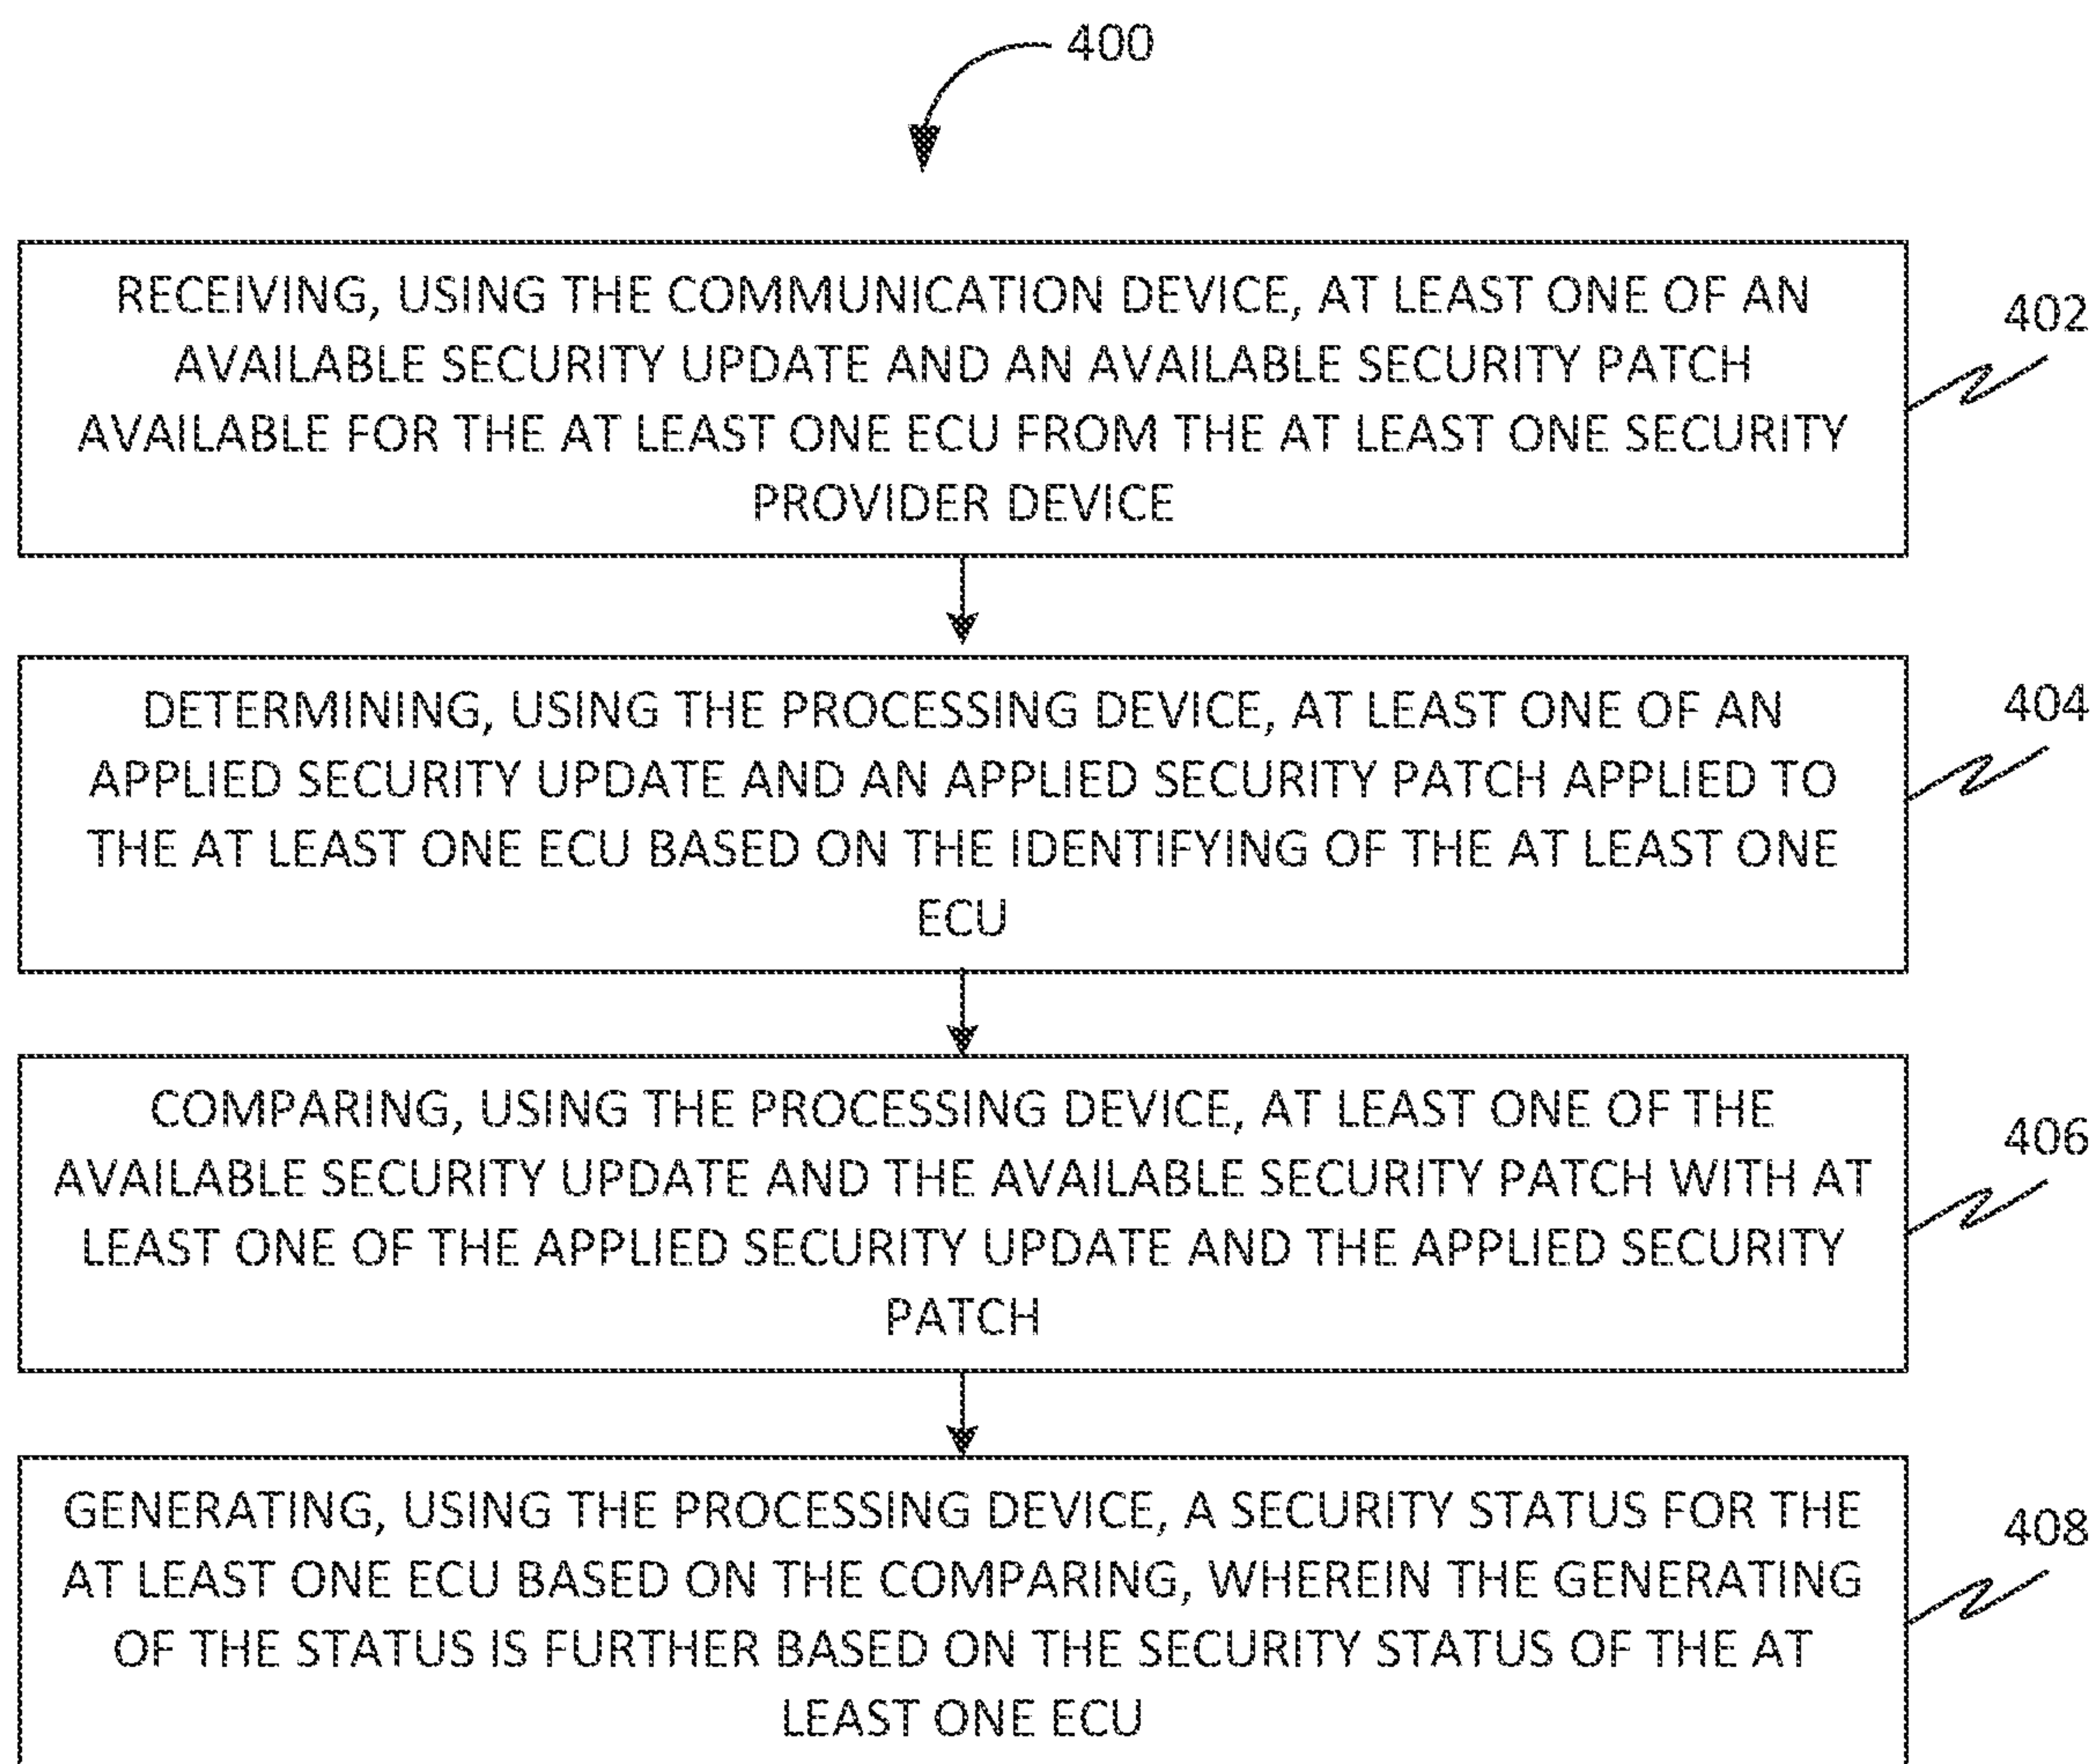 400
RECEIVING, USING THE COMMUNICATION DEVICE, AT LEAST ONE OF AN
AVAILABLE SECURITY UPDATE AND AN AVAILABLE SECURITY PATCH
AVAILABLE FOR THE AT LEAST ONE ECU FROM THE AT LEAST ONE SECURITY
PROVIDER DEVICE
402
DETERMINING, USING THE PROCESSING DEVICE, AT LEAST ONE OF AN
APPLIED SECURITY UPDATE AND AN APPLIED SECURITY PATCH APPLIED TO
THE AT LEAST ONE ECU BASED ON THE IDENTIFYING OF THE AT LEAST ONE
ECU
404
COMPARING, USING THE PROCESSING DEVICE, AT LEAST ONE OF THE
AVAILABLE SECURITY UPDATE AND THE AVAILABLE SECURITY PATCH WITH AT
LEAST ONE OF THE APPLIED SECURITY UPDATE AND THE APPLIED SECURITY
PATCH
406
GENERATING, USING THE PROCESSING DEVICE, A SECURITY STATUS FOR THE
AT LEAST ONE ECU BASED ON THE COMPARING, WHEREIN THE GENERATING
OF THE STATUS IS FURTHER BASED ON THE SECURITY STATUS OF THE AT
LEAST ONE ECU
408